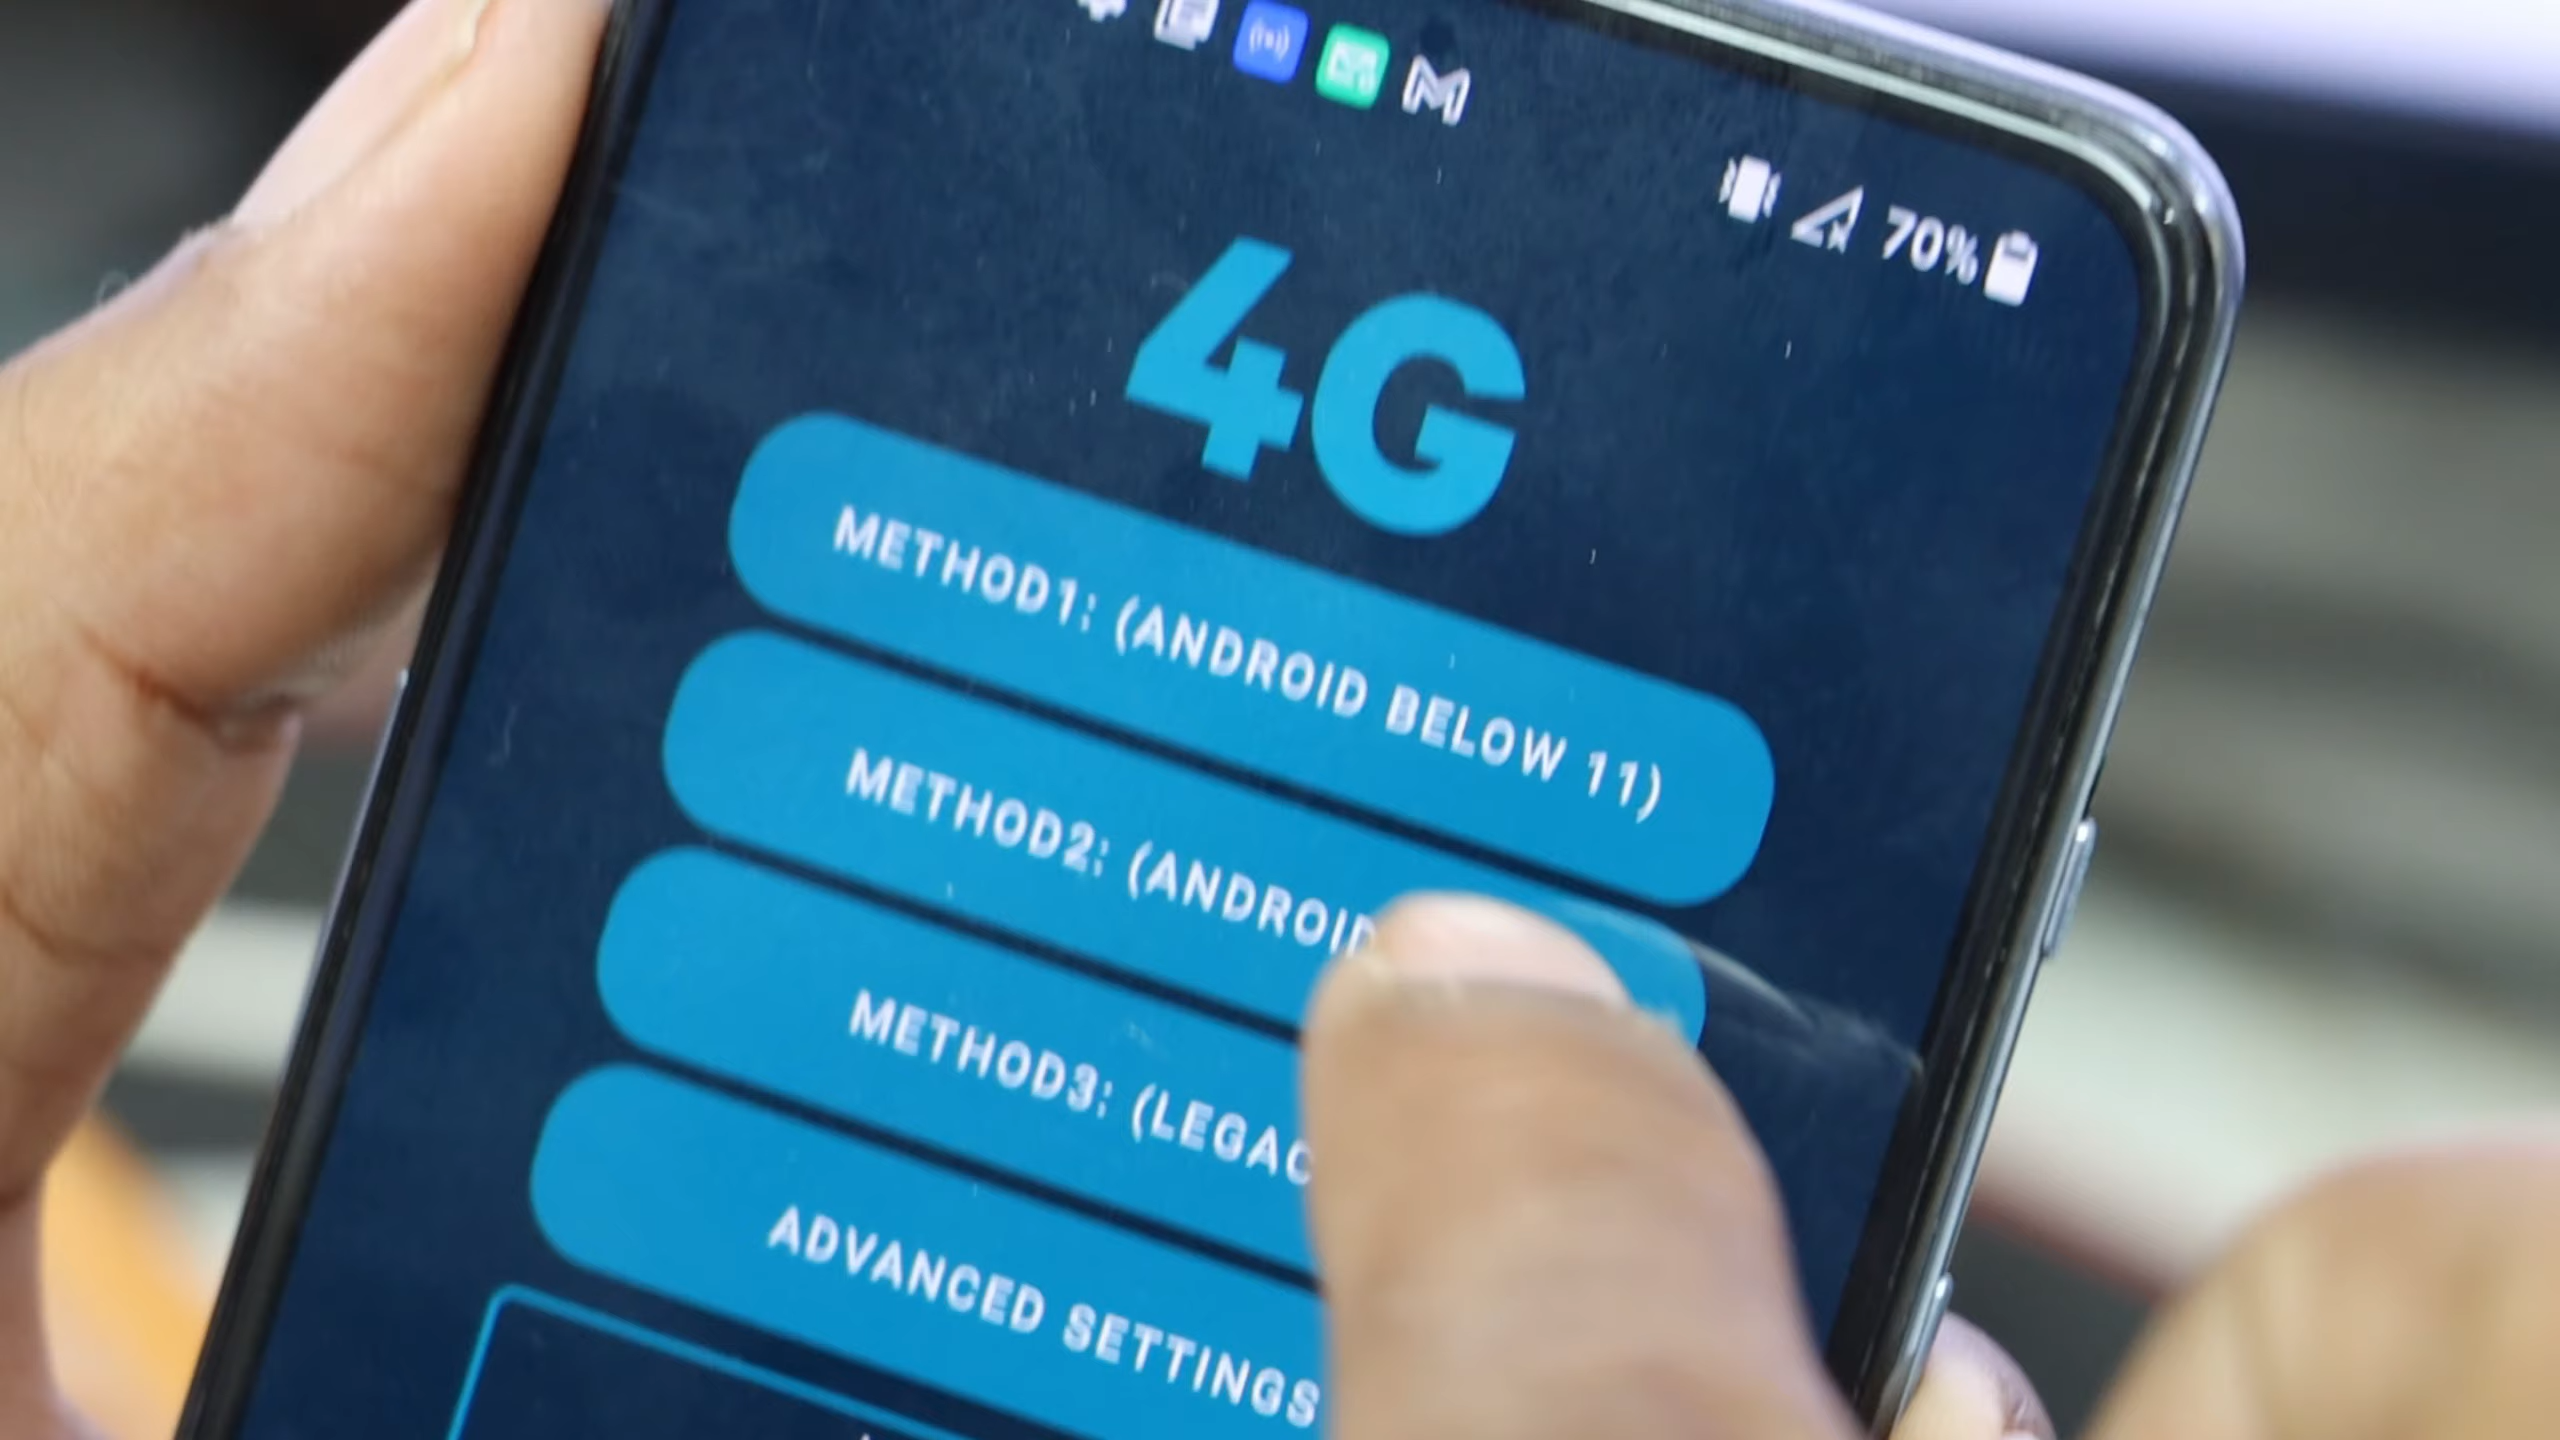 70%
4G
METHOD1: (ANDROID BELOW 11)
METHOD2: (ANDROID
METHOD3: (LEGAC
ADVANCED SETTINGS